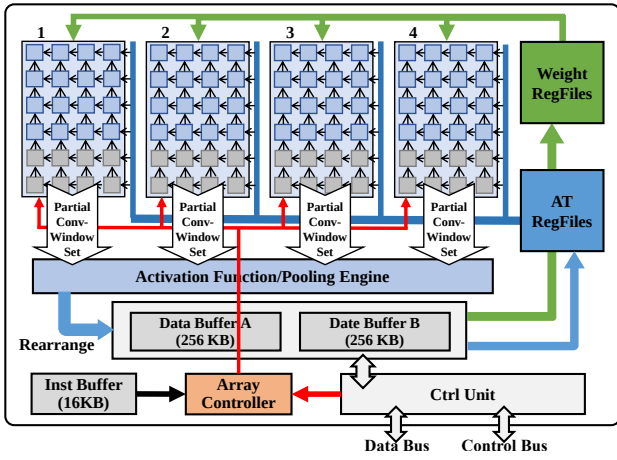 1 2 3 4
Weight
RegFiles
AT
RegFiles
Partial
Conv-
Window
Set
Partial
Conv-
Window
Set
Partial
Conv-
Window
Set
Partial
Conv-
Window
Set
Activation Function/Pooling Engine
Rearrange
Data Buffer A
(256 KB)
Date Buffer B
(256 KB)
Inst Buffer
(16KB)
Array
Controller
Ctrl Unit
Data Bus
Control Bus